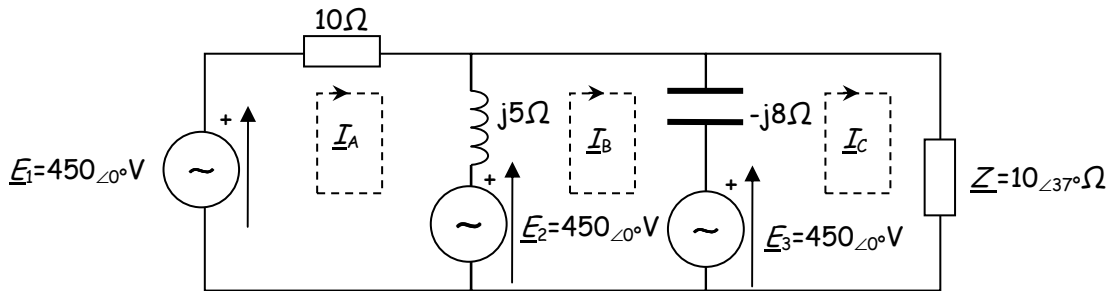 10Ω
+
j5Ω
-j8Ω
I_A
I_B
I_C
E_1=450∠0°V
~
+
~
E_2=450∠0°V
+
~
E_3=450∠0°V
Z=10∠37°Ω